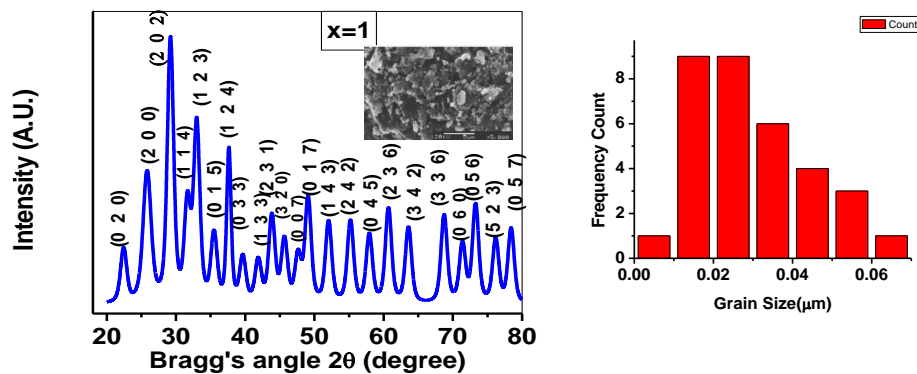 x=1
(0 2 0)
(2 0 0)
(2 0 2)
(1 1 4)
(1 2 3)
(0 1 5)
(1 2 4)
(0 3 3)
(1 3 3)
(2 3 1)
(3 2 0)
(0 0 7)
(0 1 7)
(1 4 3)
(2 4 2)
(0 4 5)
(2 3 6)
(3 4 2)
(3 3 6)
(0 6 0)
(0 5 6)
(5 2 3)
(0 5 7)
Intensity (A.U.)
20 30 40 50 60 70 80
Bragg's angle 2θ (degree)
Count
8
6
4
2
Frequency Count
0.00 0.02 0.04 0.06
Grain Size(μm)